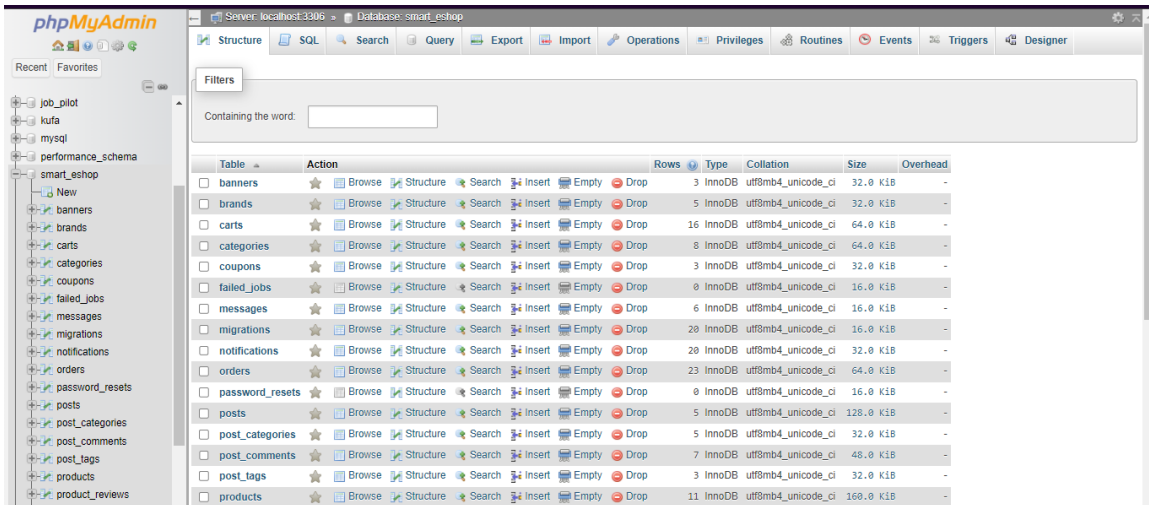 phpMyAdmin
Recent Favorites
job_pilot
kufa
mysql
performance_schema
smart_eshop
New
banners
brands
carts
categories
coupons
failed_jobs
messages
migrations
notifications
orders
password_resets
posts
post_categories
post_comments
post_tags
products
product_reviews
Server: localhost:3306 » Database: smart_eshop
Structure SQL Search Query Export Import Operations Privileges Routines Events Triggers Designer
Filters
Containing the word:
Table Action Rows Type Collation Size Overhead
banners Browse Structure Search Insert Empty Drop 3 InnoDB utf8mb4_unicode_ci 32.0 KiB -
brands Browse Structure Search Insert Empty Drop 5 InnoDB utf8mb4_unicode_ci 32.0 KiB -
carts Browse Structure Search Insert Empty Drop 16 InnoDB utf8mb4_unicode_ci 64.0 KiB -
categories Browse Structure Search Insert Empty Drop 8 InnoDB utf8mb4_unicode_ci 64.0 KiB -
coupons Browse Structure Search Insert Empty Drop 3 InnoDB utf8mb4_unicode_ci 32.0 KiB -
failed_jobs Browse Structure Search Insert Empty Drop 0 InnoDB utf8mb4_unicode_ci 16.0 KiB -
messages Browse Structure Search Insert Empty Drop 6 InnoDB utf8mb4_unicode_ci 16.0 KiB -
migrations Browse Structure Search Insert Empty Drop 20 InnoDB utf8mb4_unicode_ci 16.0 KiB -
notifications Browse Structure Search Insert Empty Drop 20 InnoDB utf8mb4_unicode_ci 32.0 KiB -
orders Browse Structure Search Insert Empty Drop 23 InnoDB utf8mb4_unicode_ci 64.0 KiB -
password_resets Browse Structure Search Insert Empty Drop 0 InnoDB utf8mb4_unicode_ci 16.0 KiB -
posts Browse Structure Search Insert Empty Drop 5 InnoDB utf8mb4_unicode_ci 128.0 KiB -
post_categories Browse Structure Search Insert Empty Drop 5 InnoDB utf8mb4_unicode_ci 32.0 KiB -
post_comments Browse Structure Search Insert Empty Drop 7 InnoDB utf8mb4_unicode_ci 48.0 KiB -
post_tags Browse Structure Search Insert Empty Drop 3 InnoDB utf8mb4_unicode_ci 32.0 KiB -
products Browse Structure Search Insert Empty Drop 11 InnoDB utf8mb4_unicode_ci 160.0 KiB -